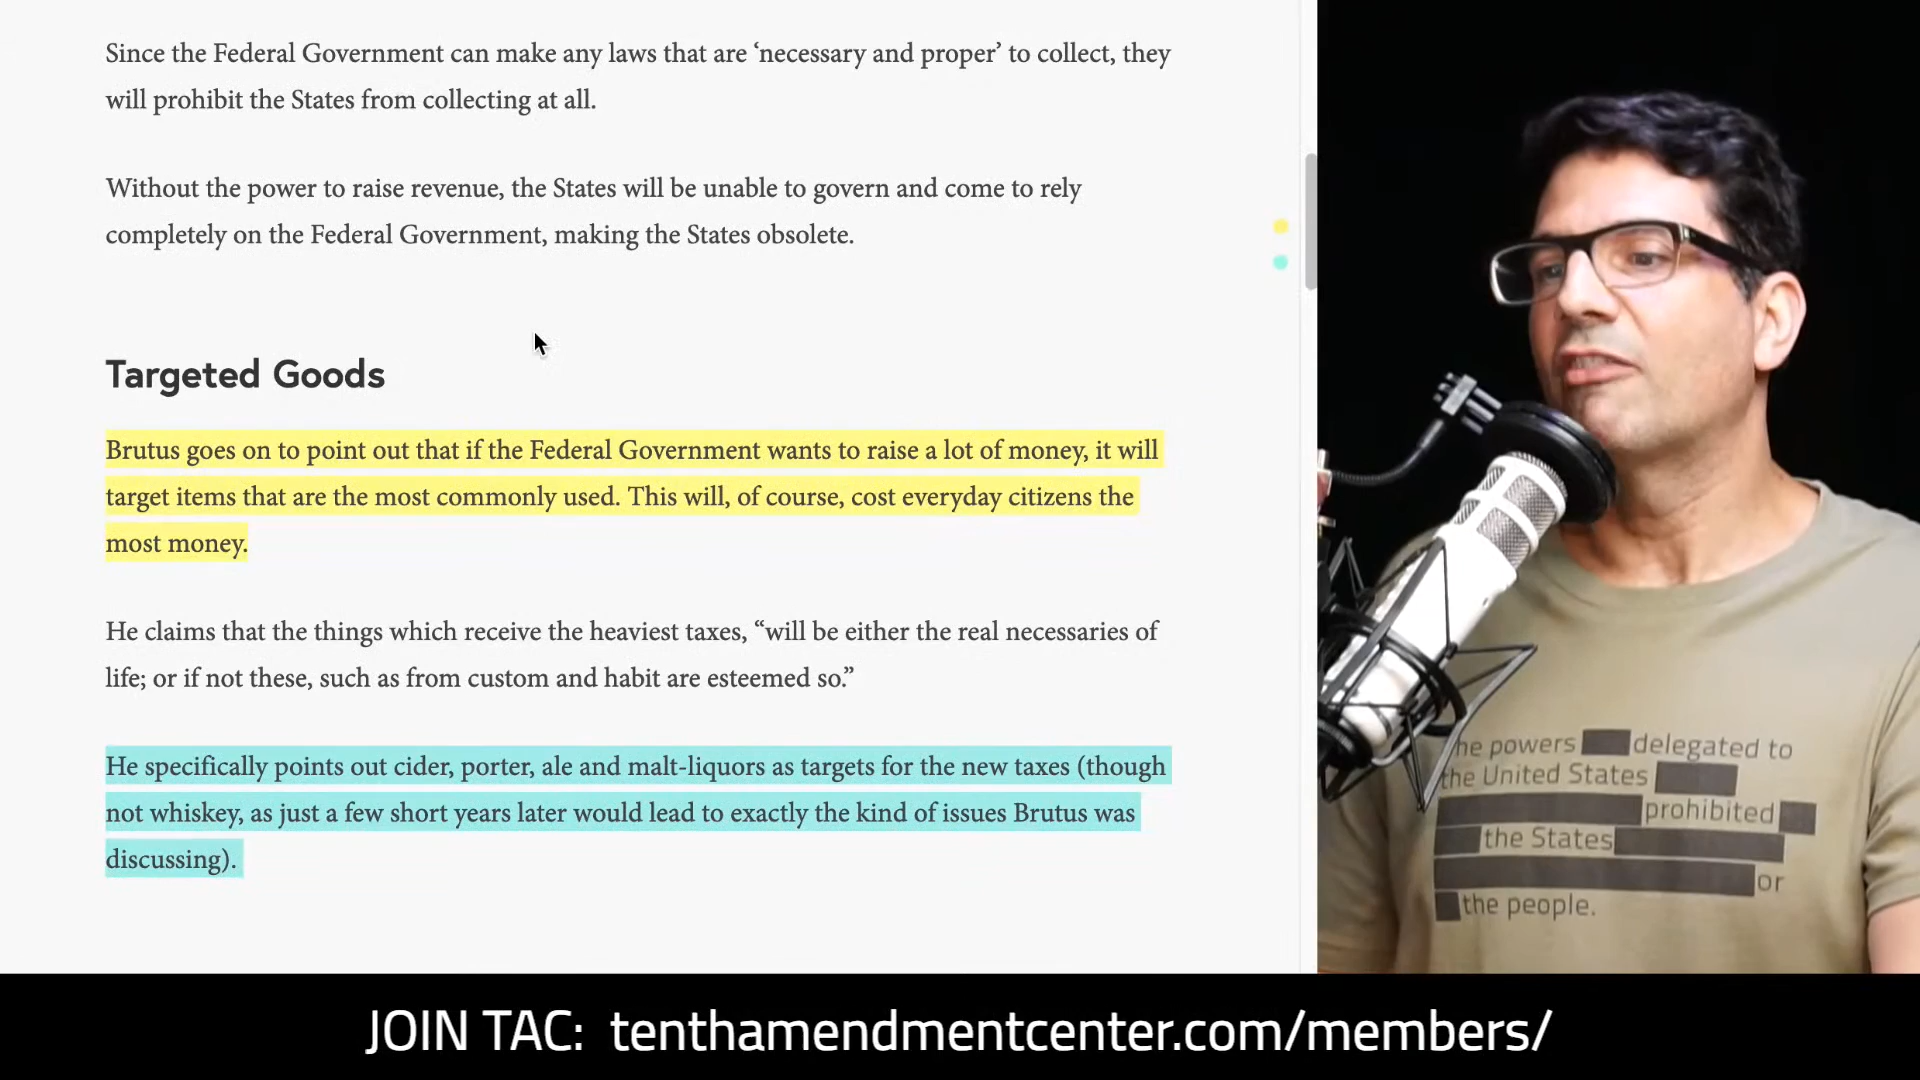 Since the Federal Government can make any laws that are ‘necessary and proper’ to collect, they
will prohibit the States from collecting at all.
Without the power to raise revenue, the States will be unable to govern and come to rely
completely on the Federal Government, making the States obsolete.
Targeted Goods
Brutus goes on to point out that if the Federal Government wants to raise a lot of money, it will
target items that are the most commonly used. This will, of course, cost everyday citizens the
most money.
He claims that the things which receive the heaviest taxes, “will be either the real necessaries of
life; or if not these, such as from custom and habit are esteemed so.”
He specifically points out cider, porter, ale and malt-liquors as targets for the new taxes (though
not whiskey, as just a few short years later would lead to exactly the kind of issues Brutus was
discussing).
he powers delegated to
the United States
prohibited
the States
or
the people.
JOIN TAC: tenthamendmentcenter.com/members/